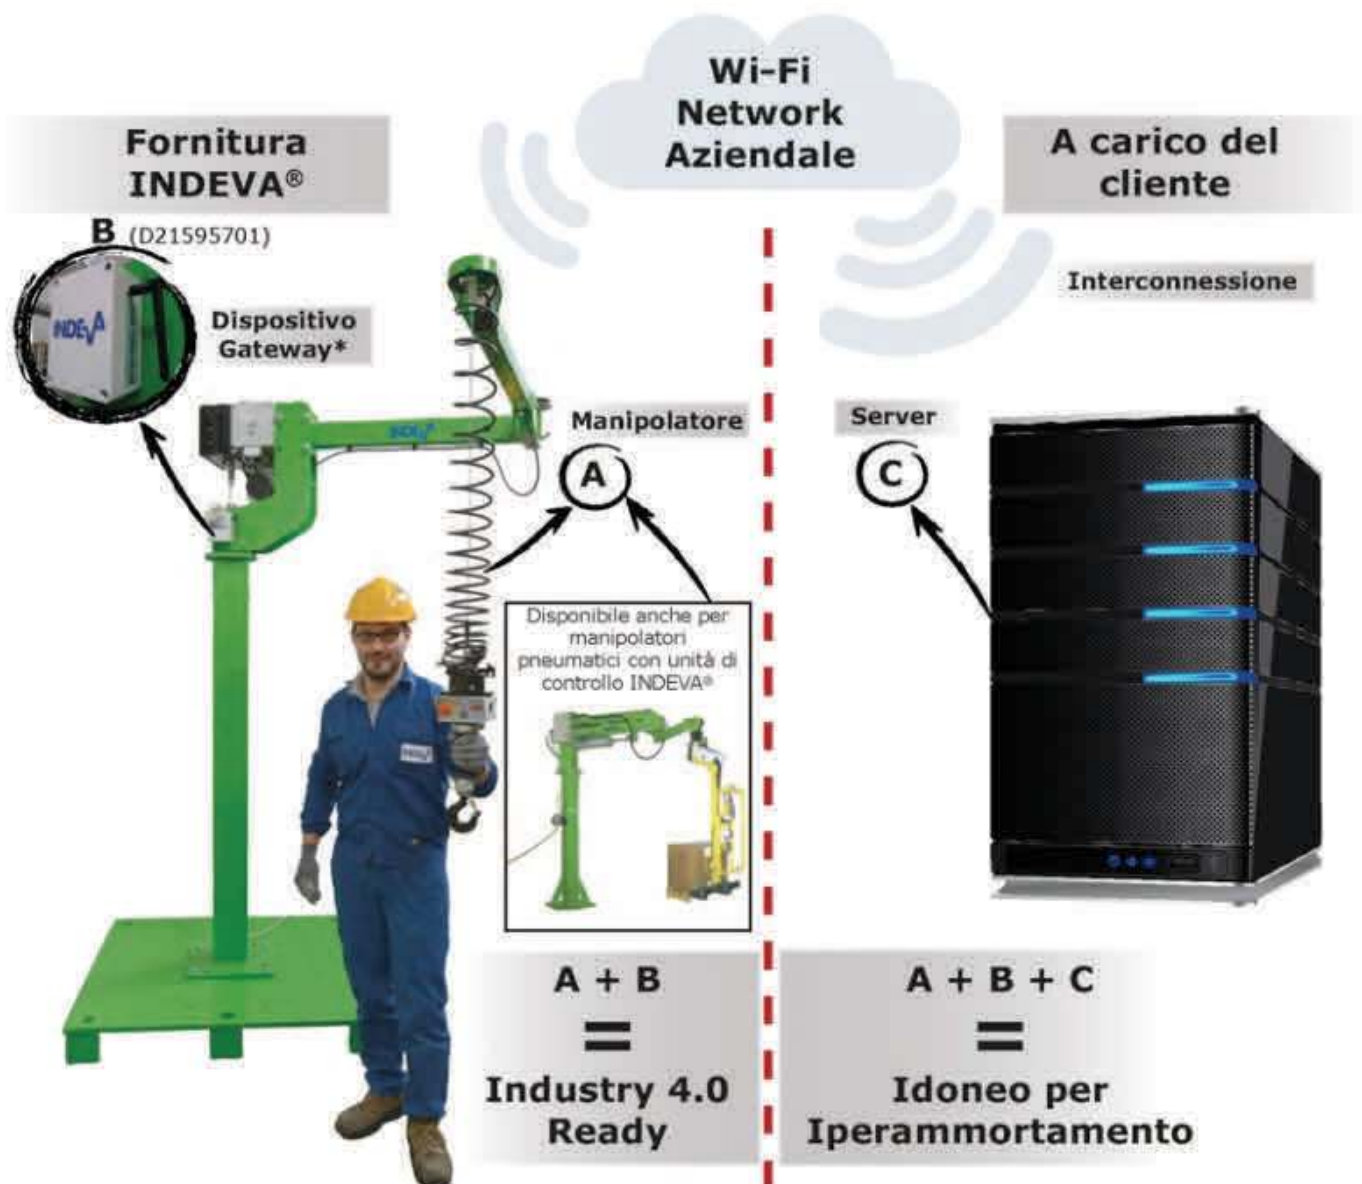 Wi-Fi
Network
Aziendale
Fornitura
INDEVA®
A carico del
cliente
B (D21595701)
INDEVA
Dispositivo
Gateway*
Interconnessione
INDEVA
Manipolatore
A
Server
C
Disponibile anche per
manipolatori
pneumatici con unità di
controllo INDEVA®
A + B
=
Industry 4.0
Ready
A + B + C
=
Idoneo per
Iperammortamento